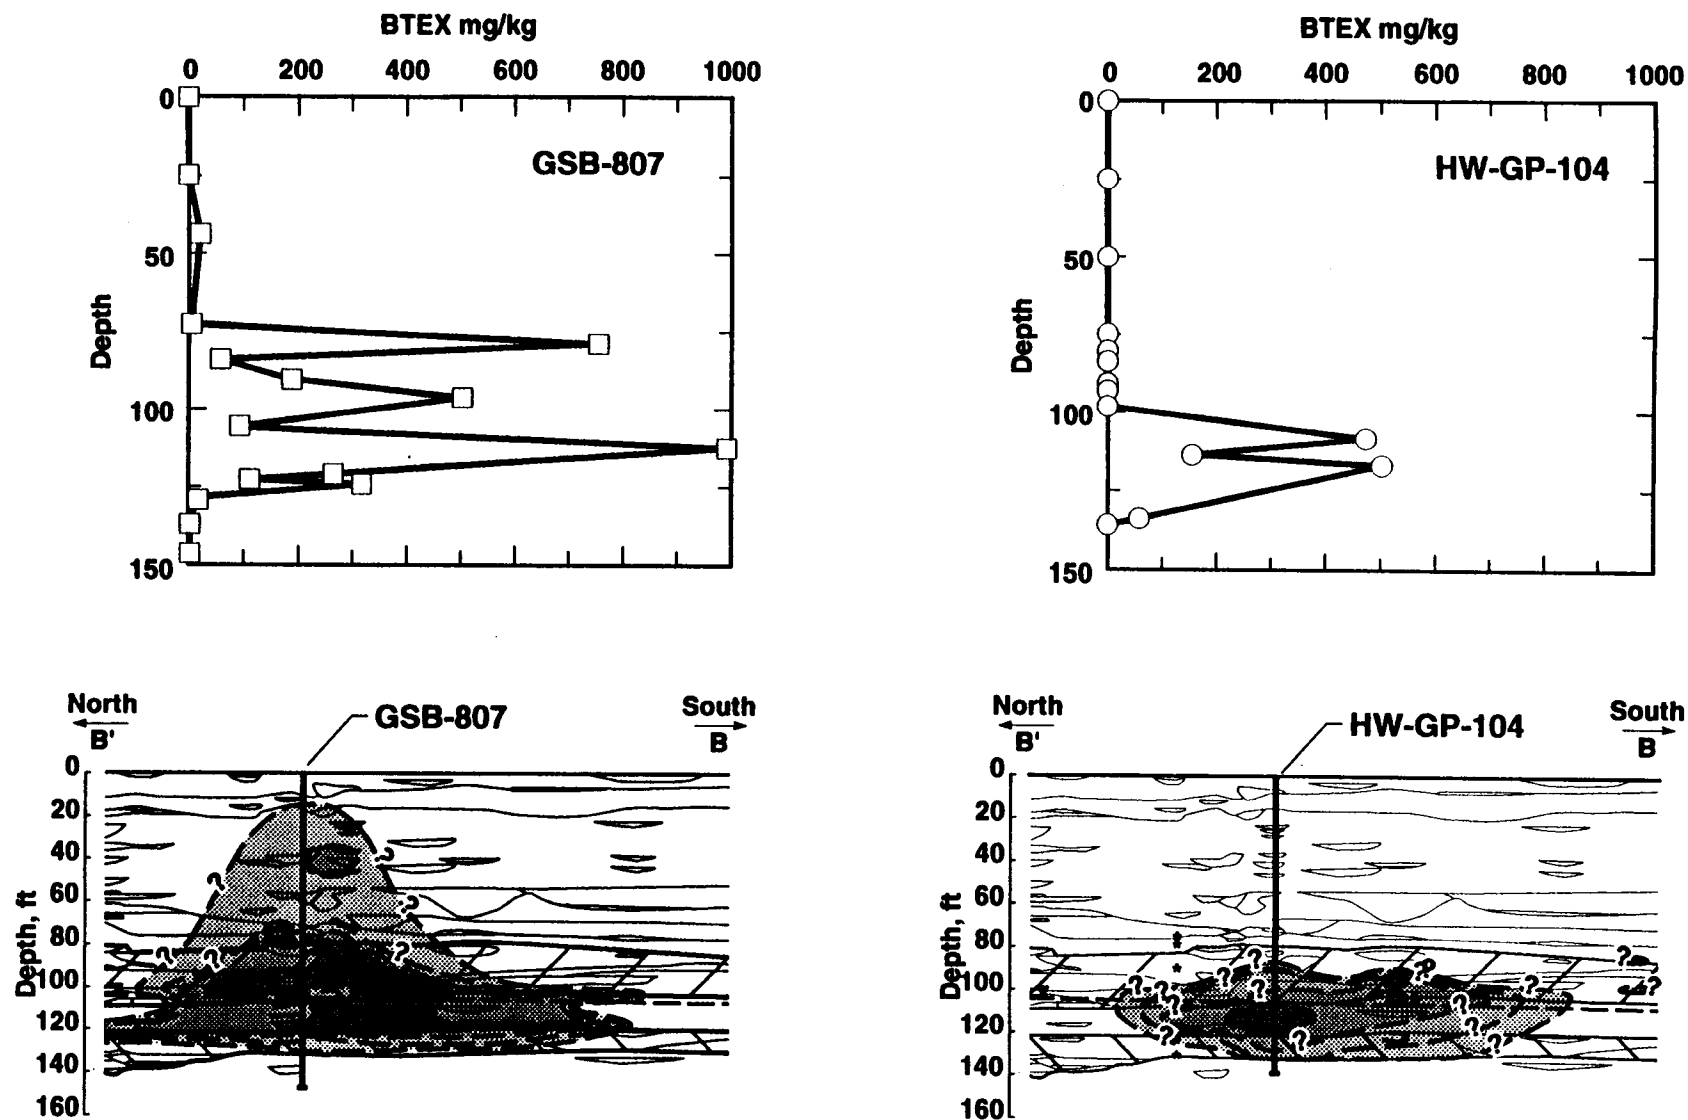 BTEX mg/kg
0 200 400 600 800 1000
0
50
100
150
Depth
GSB-807
BTEX mg/kg
0 200 400 600 800 1000
0
50
100
150
Depth
HW-GP-104
North
B'
GSB-807
South
B
0
20
40
60
80
100
120
140
160
Depth, ft
? ? ? ? ? ?
North
B'
HW-GP-104
South
B
0
20
40
60
80
100
120
140
160
Depth, ft
? ? ? ? ? ? ? ? ? ? ? ? ? ? ?